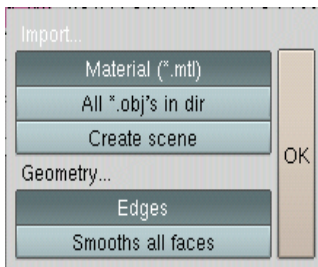 Import...
Material (*.mtl)
All *.obj's in dir
Create scene
OK
Geometry...
Edges
Smooths all faces